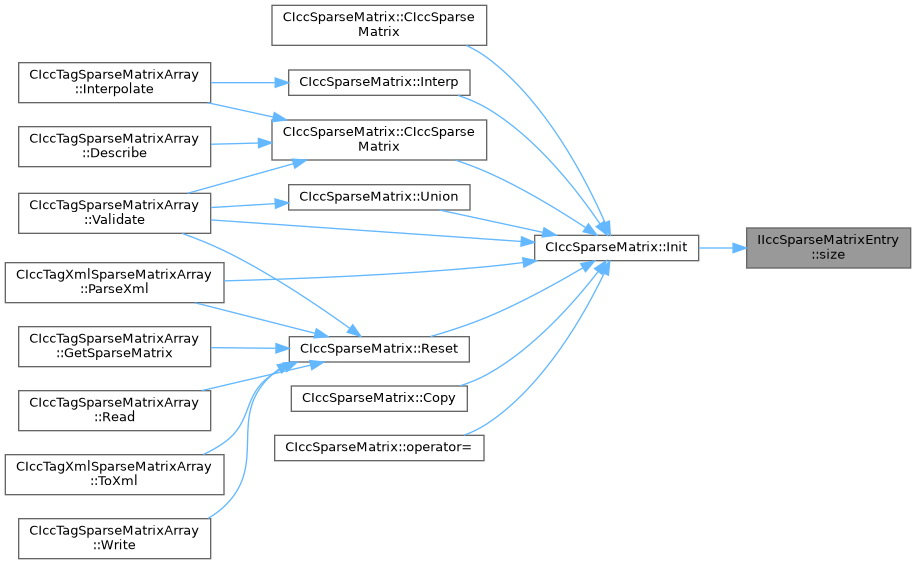 CIccSparseMatrix::CIccSparse
Matrix
CIccTagSparseMatrixArray
::Interpolate
CIccSparseMatrix::Interp
CIccSparseMatrix::CIccSparse
Matrix
CIccTagSparseMatrixArray
::Describe
CIccTagSparseMatrixArray
::Validate
CIccSparseMatrix::Union
CIccSparseMatrix::Init
IIccSparseMatrixEntry
::size
CIccTagXmlSparseMatrixArray
::ParseXml
CIccTagSparseMatrixArray
::GetSparseMatrix
CIccSparseMatrix::Reset
CIccTagSparseMatrixArray
::Read
CIccSparseMatrix::Copy
CIccSparseMatrix::operator=
CIccTagXmlSparseMatrixArray
::ToXml
CIccTagSparseMatrixArray
::Write